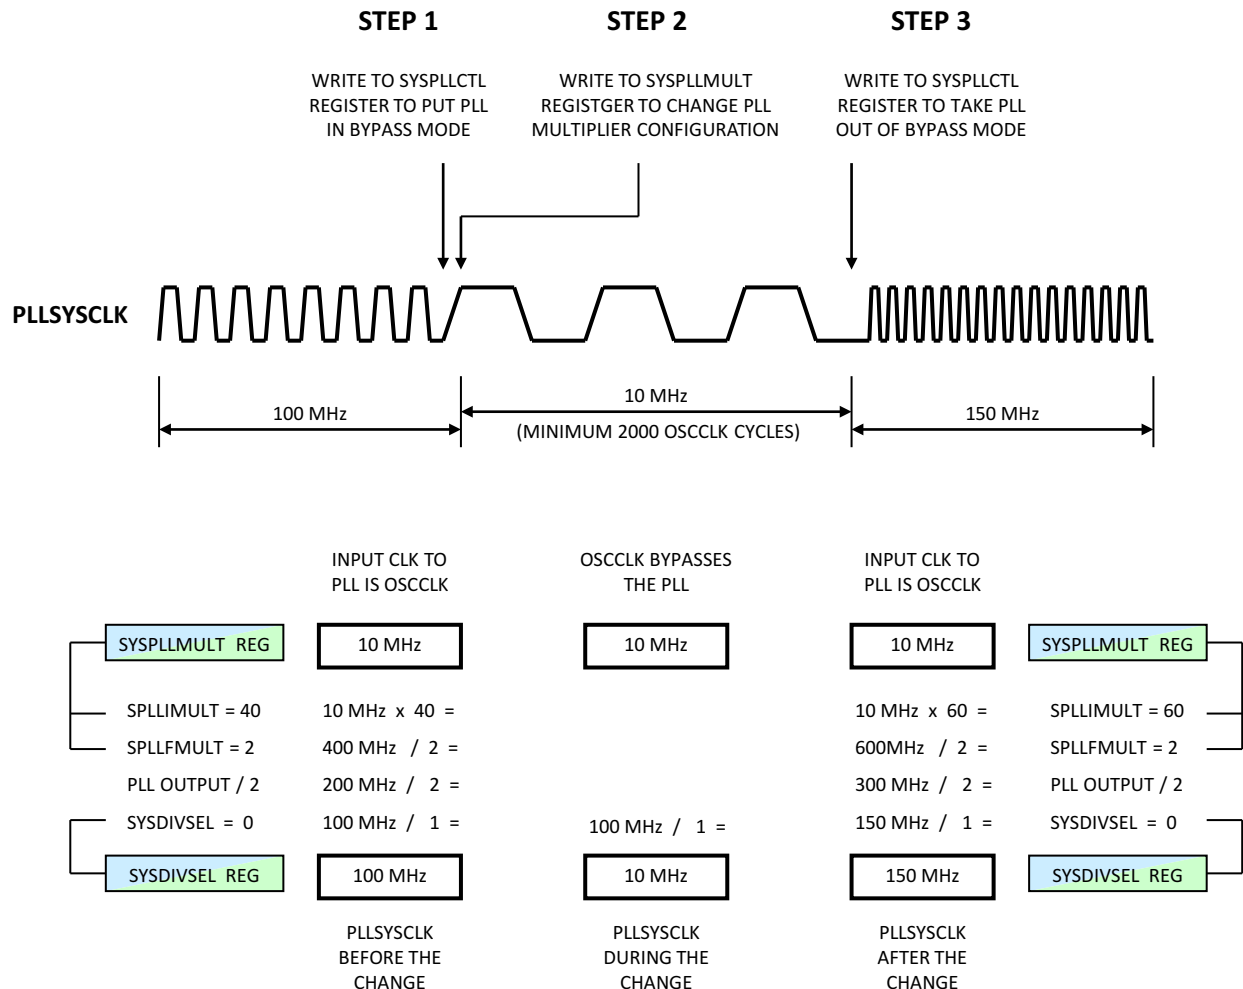 STEP 1
STEP 2
STEP 3
WRITE TO SYSPLLCTL
REGISTER TO PUT PLL
IN BYPASS MODE
WRITE TO SYSPLLMULT
REGISTGER TO CHANGE PLL
MULTIPLIER CONFIGURATION
WRITE TO SYSPLLCTL
REGISTER TO TAKE PLL
OUT OF BYPASS MODE
PLLSYSCLK
100 MHz
10 MHz
(MINIMUM 2000 OSCCLK CYCLES)
150 MHz
INPUT CLK TO
PLL IS OSCCLK
OSCCLK BYPASSES
THE PLL
INPUT CLK TO
PLL IS OSCCLK
SYSPLLMULT REG
10 MHz
10 MHz
10 MHz
SYSPLLMULT REG
SPLLIMULT = 40
10 MHz x 40 =
10 MHz x 60 =
SPLLIMULT = 60
SPLLFMULT = 2
400 MHz / 2 =
600MHz / 2 =
SPLLFMULT = 2
PLL OUTPUT / 2
200 MHz / 2 =
300 MHz / 2 =
PLL OUTPUT / 2
SYSDIVSEL = 0
100 MHz / 1 =
100 MHz / 1 =
150 MHz / 1 =
SYSDIVSEL = 0
SYSDIVSEL REG
100 MHz
10 MHz
150 MHz
SYSDIVSEL REG
PLLSYSCLK
BEFORE THE
CHANGE
PLLSYSCLK
DURING THE
CHANGE
PLLSYSCLK
AFTER THE
CHANGE